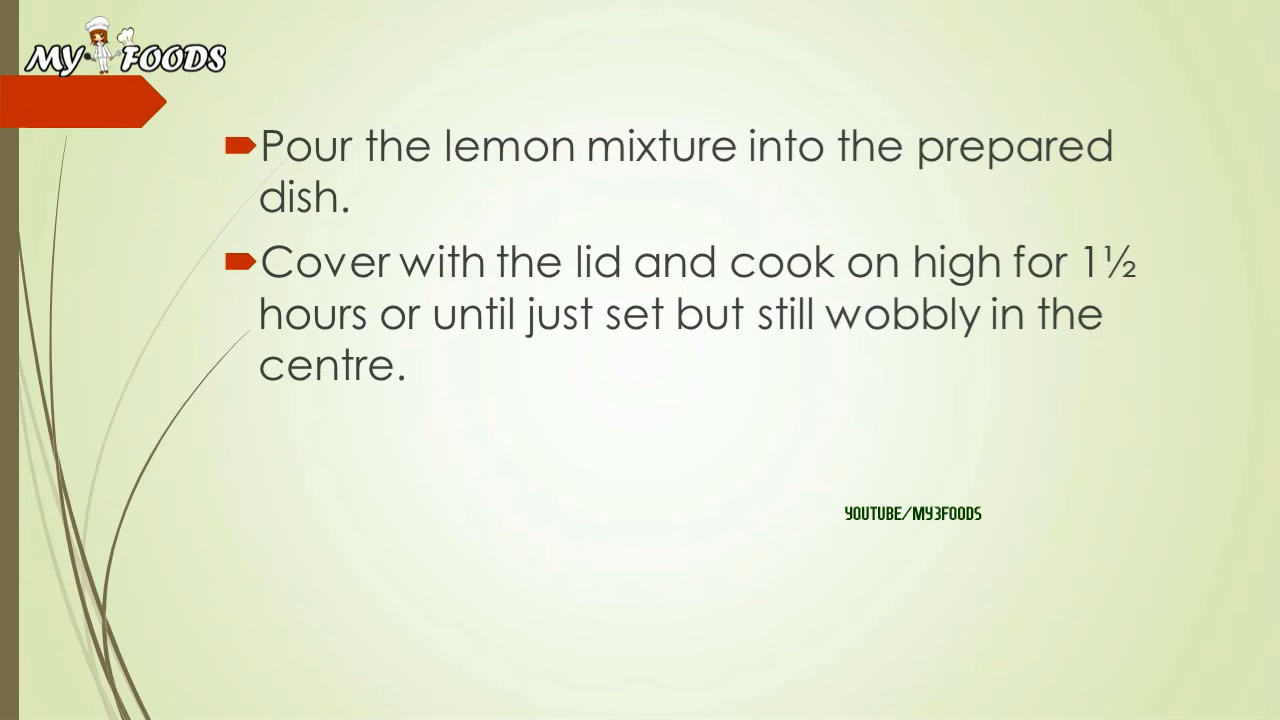 MY FOODS
Pour the lemon mixture into the prepared
dish.
Cover with the lid and cook on high for 1½
hours or until just set but still wobbly in the
centre.
YOUTUBE/MY3FOODS